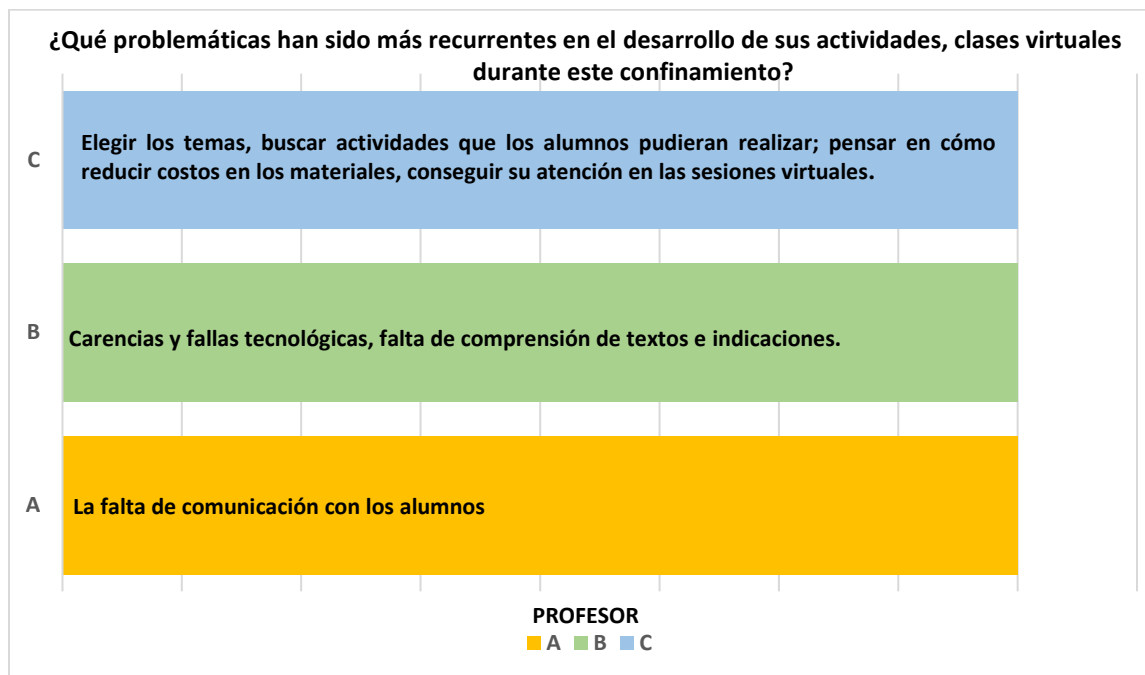 ¿Qué problemáticas han sido más recurrentes en el desarrollo de sus actividades, clases virtuales
durante este confinamiento?
C
Elegir los temas, buscar actividades que los alumnos pudieran realizar; pensar en cómo
reducir costos en los materiales, conseguir su atención en las sesiones virtuales.
B
Carencias y fallas tecnológicas, falta de comprensión de textos e indicaciones.
A
La falta de comunicación con los alumnos
PROFESOR
A B C